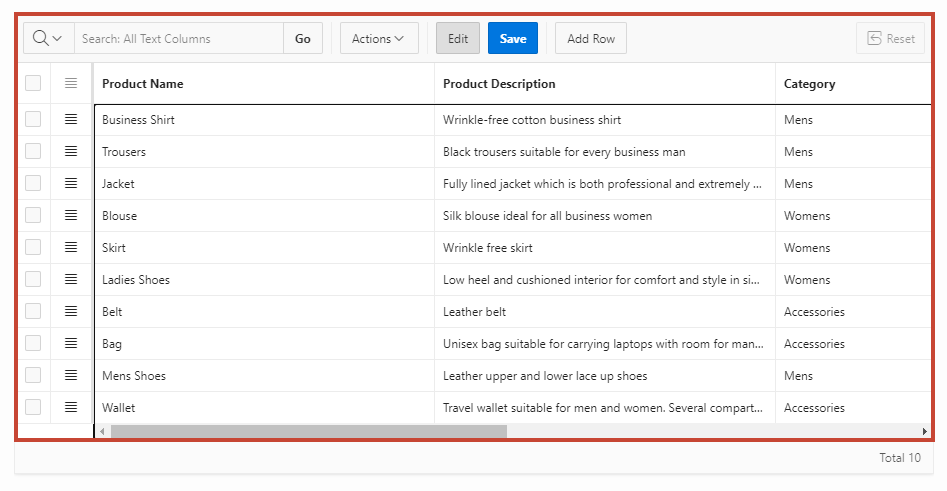 Search: All Text Columns Go Actions Edit Save Add Row Reset
Product Name Product Description Category
Business Shirt Wrinkle-free cotton business shirt Mens
Trousers Black trousers suitable for every business man Mens
Jacket Fully lined jacket which is both professional and extremely ... Mens
Blouse Silk blouse ideal for all business women Womens
Skirt Wrinkle free skirt Womens
Ladies Shoes Low heel and cushioned interior for comfort and style in si... Womens
Belt Leather belt Accessories
Bag Unisex bag suitable for carrying laptops with room for man... Accessories
Mens Shoes Leather upper and lower lace up shoes Mens
Wallet Travel wallet suitable for men and women. Several compart... Accessories
Total 10